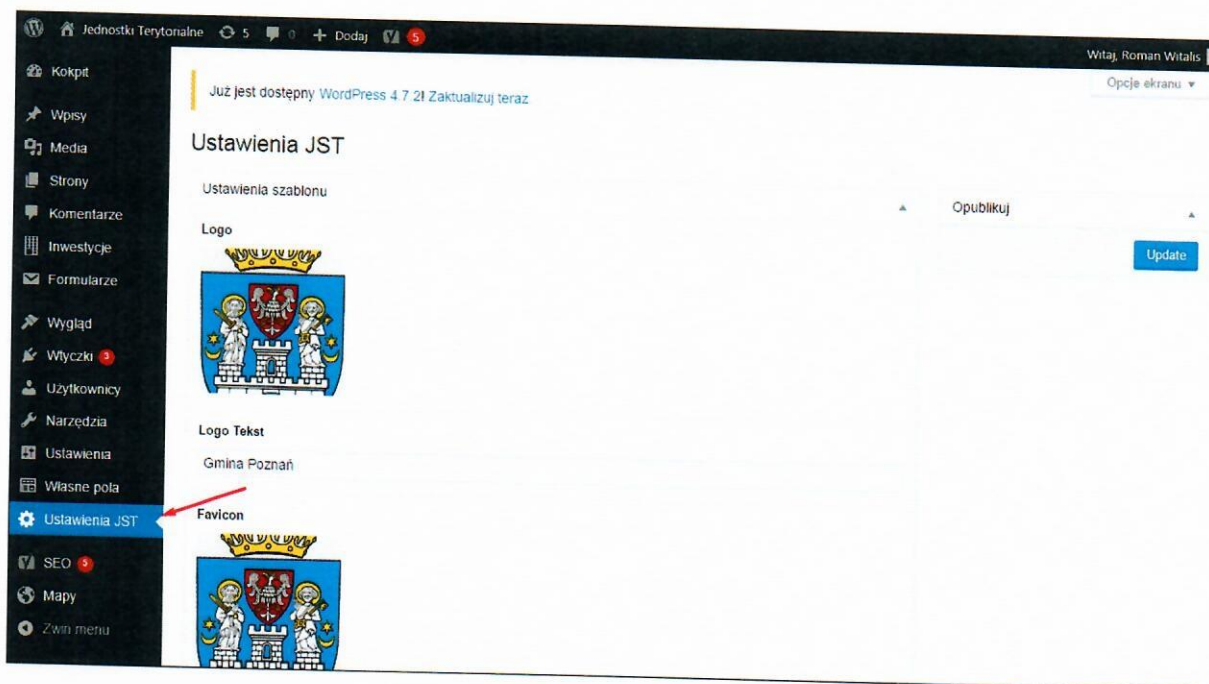 Jednostki Terytorialne 5 0 + Dodaj 5
Witaj, Roman Witalis
Opcje ekranu ▼
Kokpit
Wpisy
Media
Strony
Komentarze
Inwestycje
Formularze
Wygląd
Wtyczki 3
Użytkownicy
Narzędzia
Ustawienia
Własne pola
Ustawienia JST
SEO 5
Mapy
Zwiń menu
Już jest dostępny WordPress 4.7.2! Zaktualizuj teraz
Ustawienia JST
Ustawienia szablonu
Logo
Logo Tekst
Gmina Poznań
Favicon
Opublikuj
Update